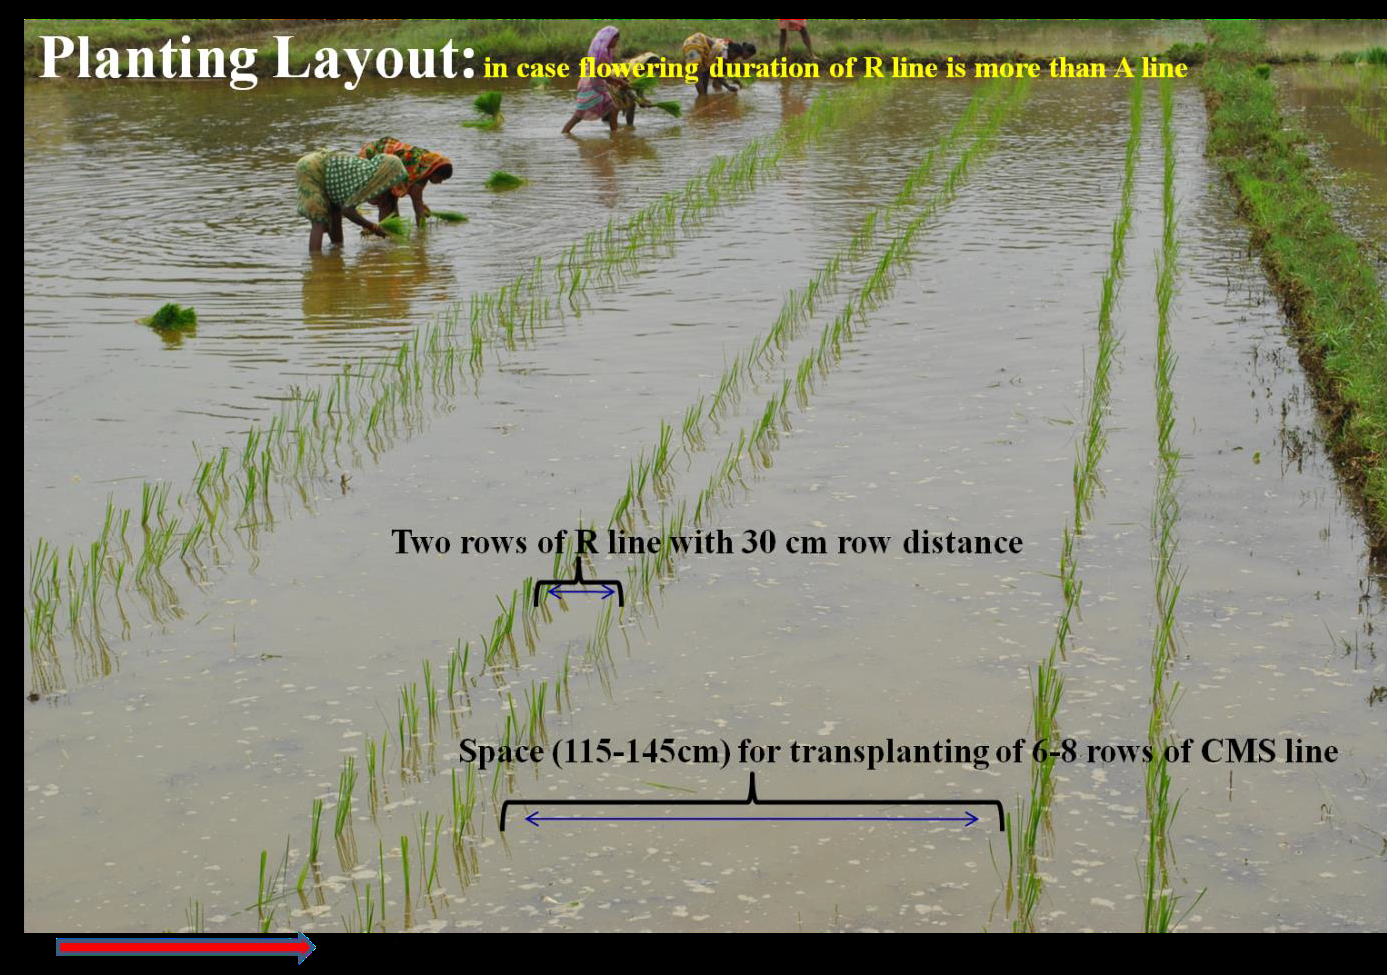 Planting Layout: in case flowering duration of R line is more than A line
Two rows of R line with 30 cm row distance
Space (115-145cm) for transplanting of 6-8 rows of CMS line